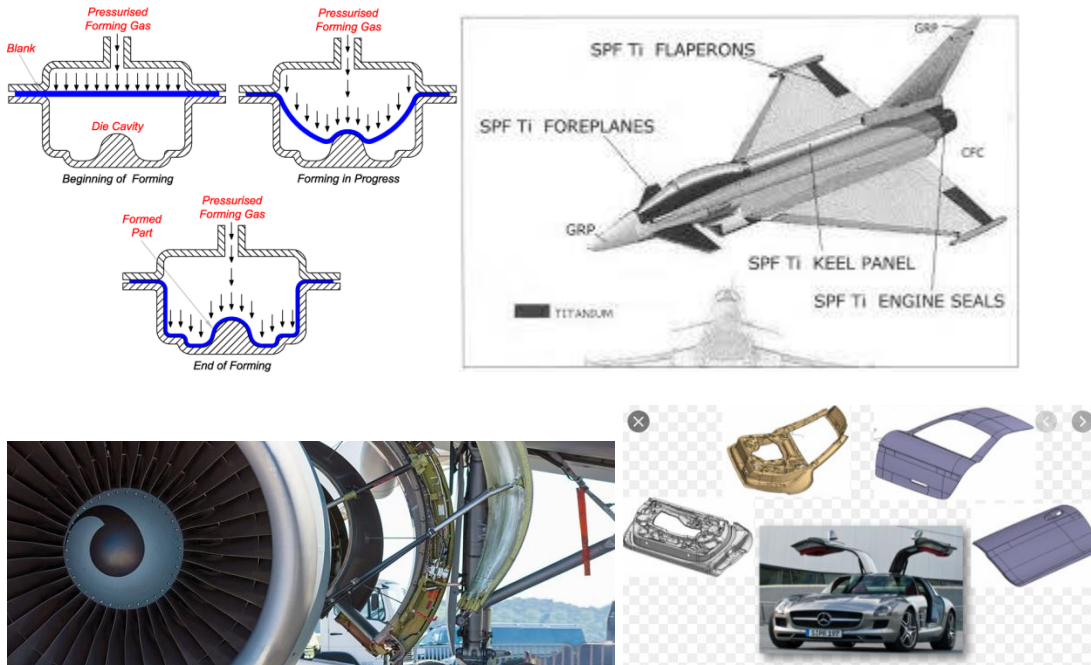 Pressurised
Forming Gas
Blank
Die Cavity
Beginning of Forming
Pressurised
Forming Gas
Forming in Progress
Pressurised
Forming Gas
Formed
Part
End of Forming
SPF Ti FLAPERONS
GRP
SPF Ti FOREPLANES
CFC
GRP
SPF Ti KEEL PANEL
SPF Ti ENGINE SEALS
TITANIUM